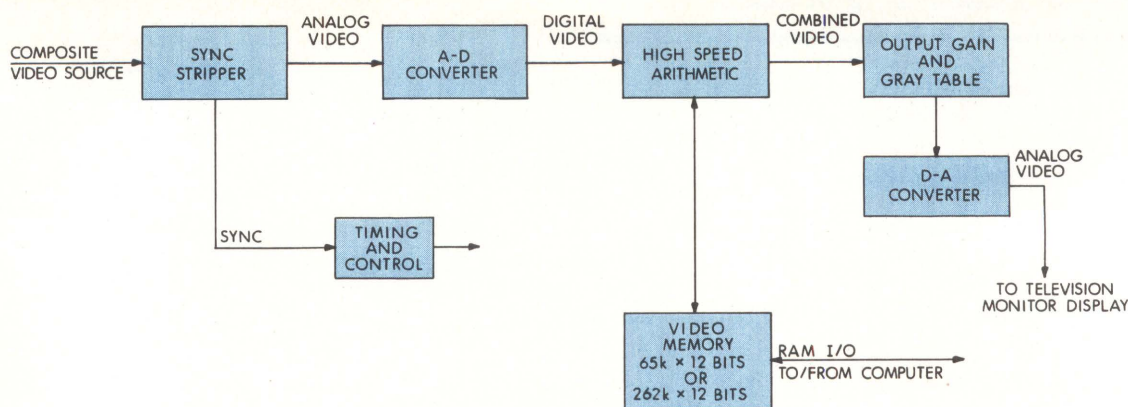 COMPOSITE
VIDEO SOURCE
SYNC
STRIPPER
ANALOG
VIDEO
A-D
CONVERTER
DIGITAL
VIDEO
HIGH SPEED
ARITHMETIC
COMBINED
VIDEO
OUTPUT GAIN
AND
GRAY TABLE
D-A
CONVERTER
ANALOG
VIDEO
SYNC
TIMING
AND
CONTROL
TO TELEVISION
MONITOR DISPLAY
VIDEO
MEMORY
65k × 12 BITS
OR
262k × 12 BITS
RAM I/O
TO/FROM COMPUTER